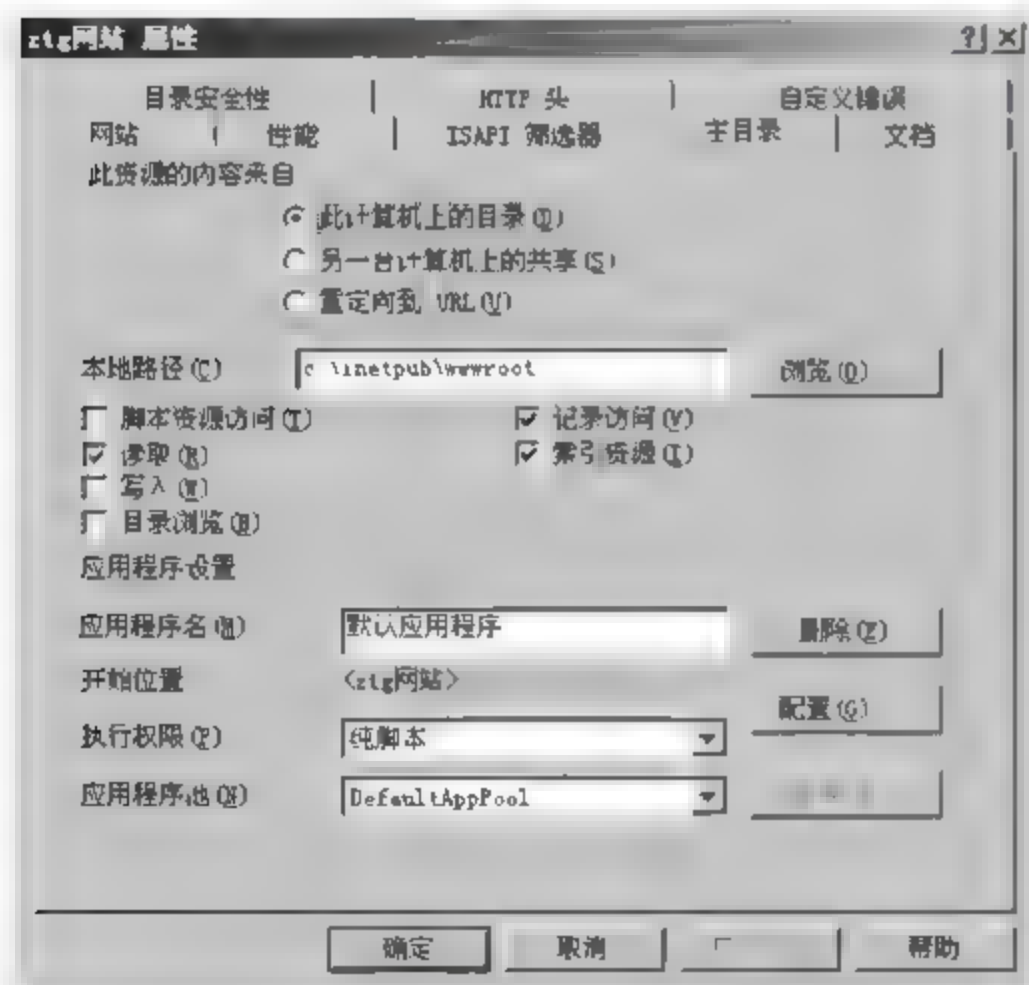 ztg网站 属性
目录安全性 HTTP 头 自定义错误
网站 性能 ISAPI 筛选器 主目录 文档
此资源的内容来自
此计算机上的目录(D)
另一台计算机上的共享(S)
重定向到 URL(U)
本地路径(C) c \inetpub\wwwroot 浏览(O)
脚本资源访问(T) 记录访问(V)
读取(R) 索引资源(I)
写入(W)
目录浏览(B)
应用程序设置
应用程序名(M) 默认应用程序 删除(E)
开始位置 <ztg网站>
配置(G)
执行权限(P) 纯脚本
应用程序池(N) DefaultAppPool
确定 取消 帮助